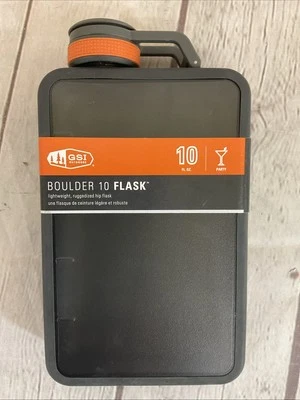 GSI
OUTDOORS
10
FL OZ
PARTY
BOULDER 10 FLASK™
lightweight, ruggedized hip flask
une flasque de ceinture légère et robuste